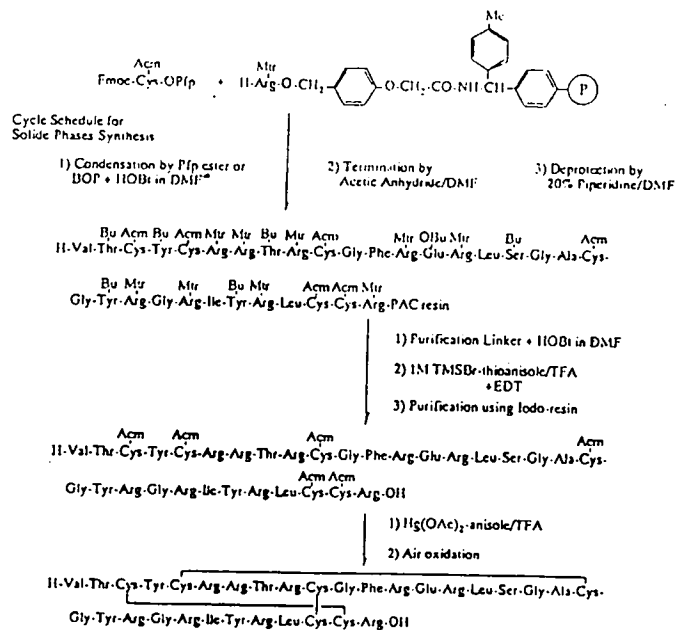 Me
Acm Mtr
Fmoc-Cys-OPfp + H-Arg-O-CH2 O-CH2-CO-NH-CH P
Cycle Schedule for
Solide Phases Synthesis
1) Condensation by Pfp ester or BOP + HOBt in DMF*
2) Termination by Acetic Anhydride/DMF
3) Deprotection by 20% Piperidine/DMF
Bu Acm Bu Acm Mtr Mtr Bu Mtr Acm Mtr OBu Mtr Bu Acm
H-Val-Thr-Cys-Tyr-Cys-Arg-Arg-Thr-Arg-Cys-Gly-Phe-Arg-Glu-Arg-Leu-Ser-Gly-Ala-Cys-
Bu Mtr Mtr Bu Mtr Acm Acm Mtr
Gly-Tyr-Arg-Gly-Arg-Ile-Tyr-Arg-Leu-Cys-Cys-Arg-PAC resin
1) Purification Linker + HOBt in DMF
2) 1M TMSBr-thioanisole/TFA
+EDT
3) Purification using Iodo-resin
Acm Acm Acm Acm
H-Val-Thr-Cys-Tyr-Cys-Arg-Arg-Thr-Arg-Cys-Gly-Phe-Arg-Glu-Arg-Leu-Ser-Gly-Ala-Cys-
Acm Acm
Gly-Tyr-Arg-Gly-Arg-Ile-Tyr-Arg-Leu-Cys-Cys-Arg-OH
1) Hg(OAc)2-anisole/TFA
2) Air oxidation
H-Val-Thr-Cys-Tyr-Cys-Arg-Arg-Thr-Arg-Cys-Gly-Phe-Arg-Glu-Arg-Leu-Ser-Gly-Ala-Cys-
Gly-Tyr-Arg-Gly-Arg-Ile-Tyr-Arg-Leu-Cys-Cys-Arg-OH